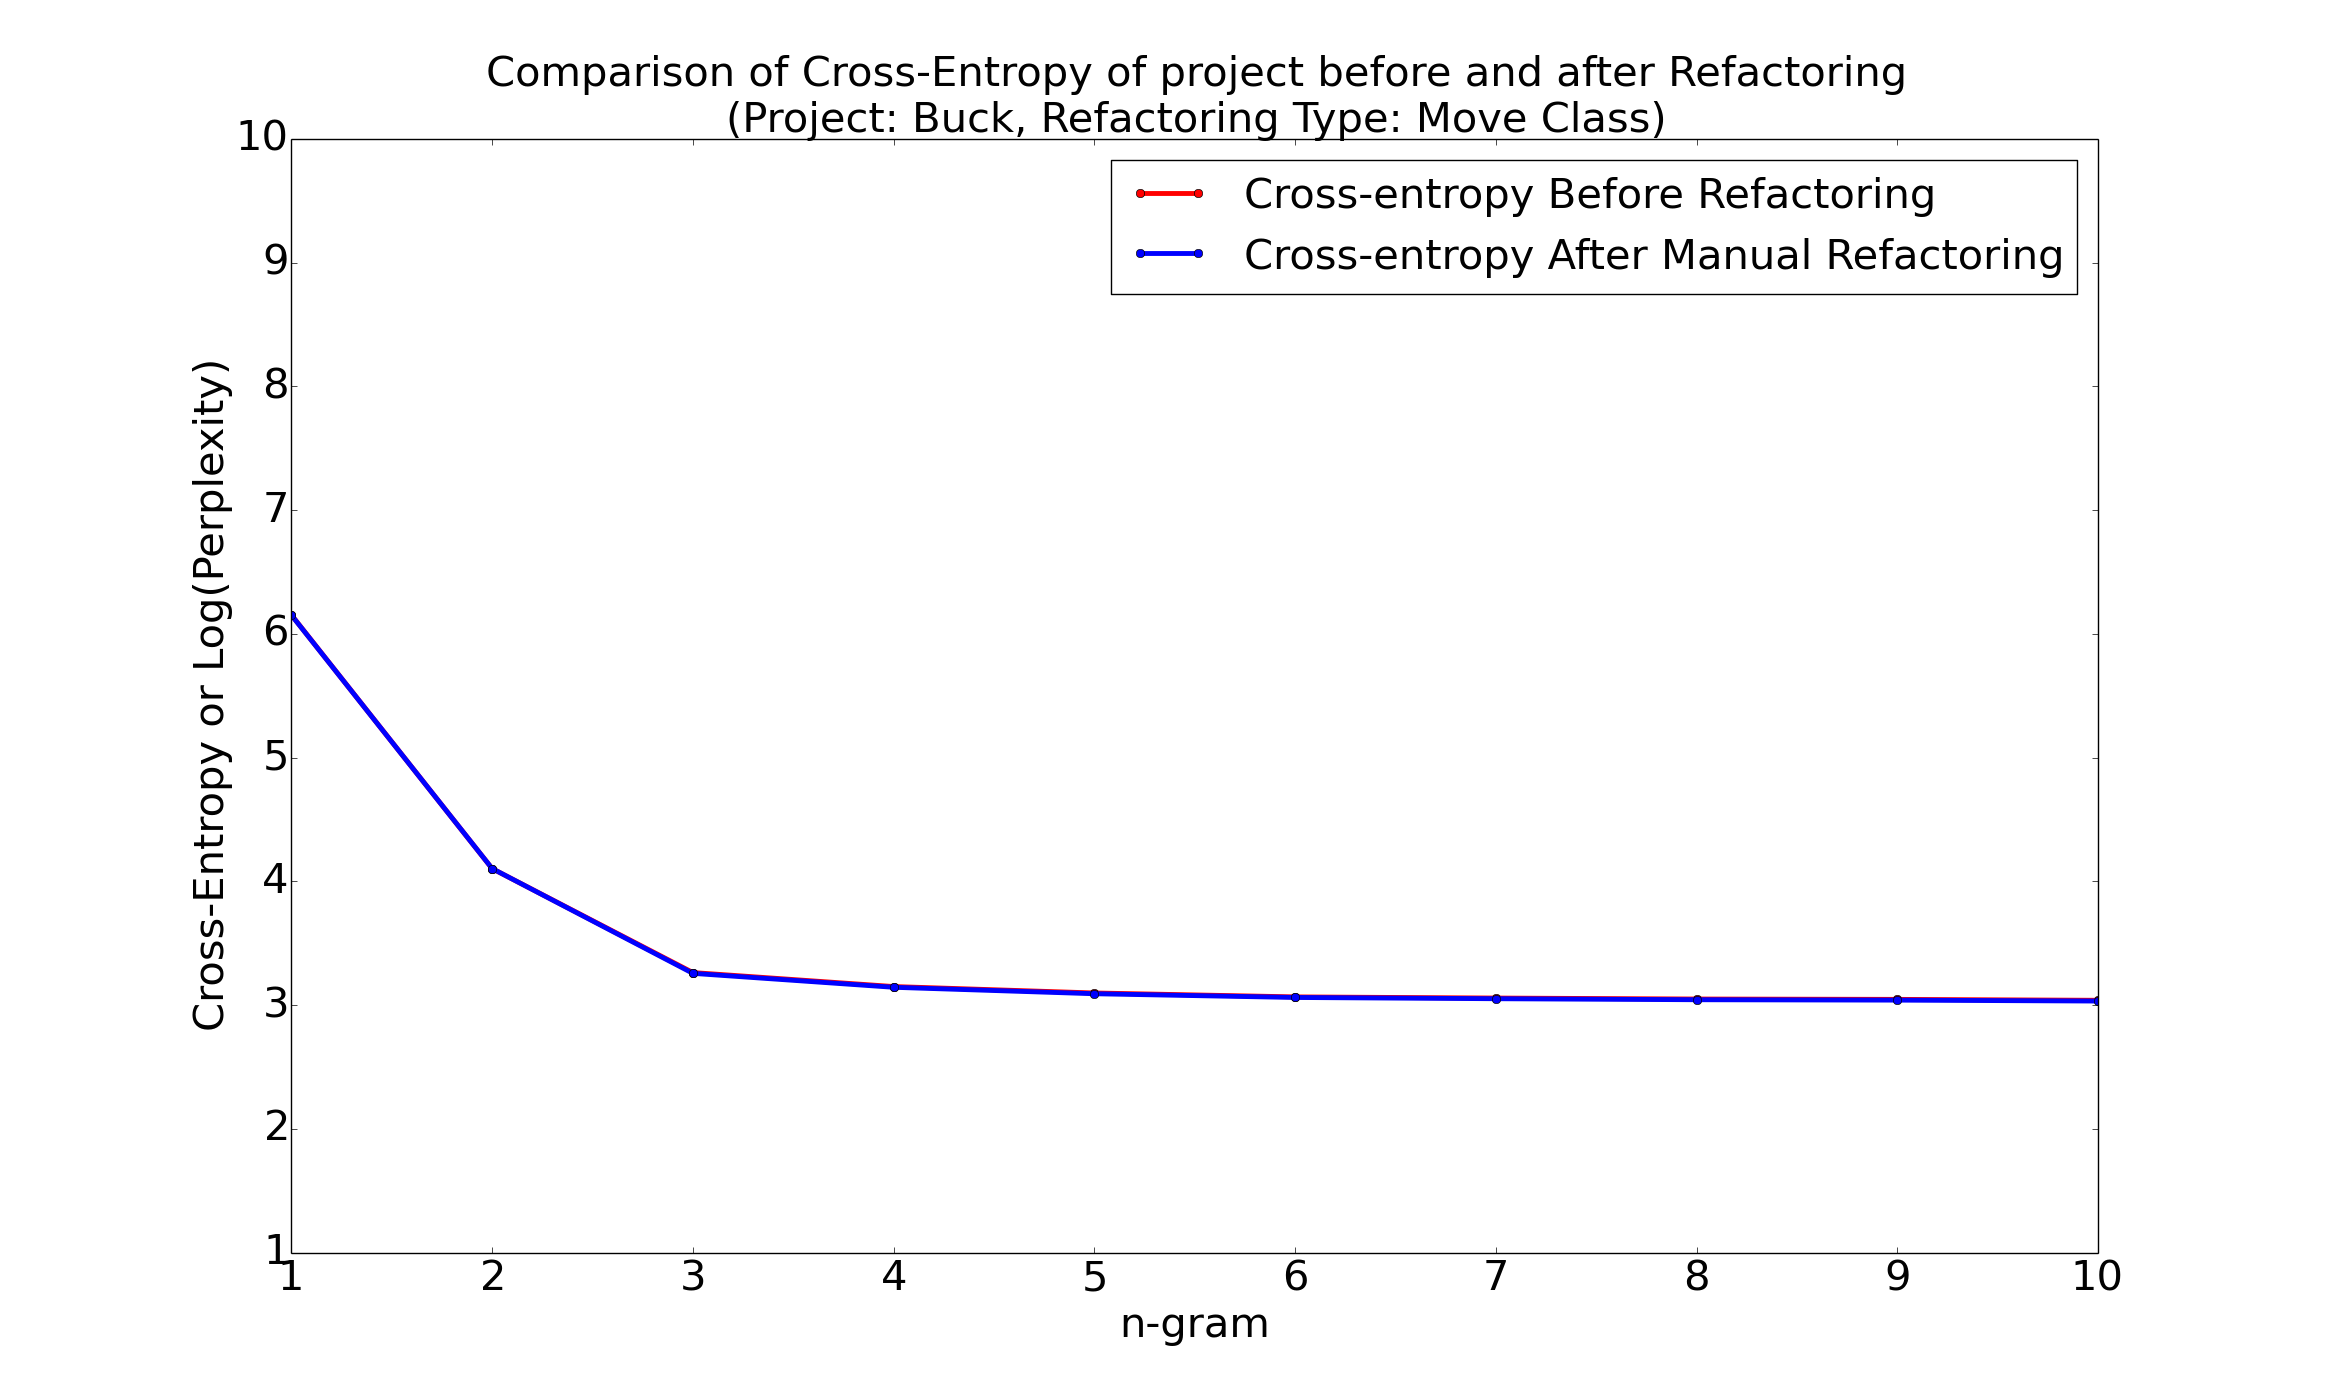 Comparison of Cross-Entropy of project before and after Refactoring
(Project: Buck, Refactoring Type: Move Class)
Cross-entropy Before Refactoring
Cross-entropy After Manual Refactoring
Cross-Entropy or Log(Perplexity)
10
9
8
7
6
5
4
3
2
1
1 2 3 4 5 6 7 8 9 10
n-gram